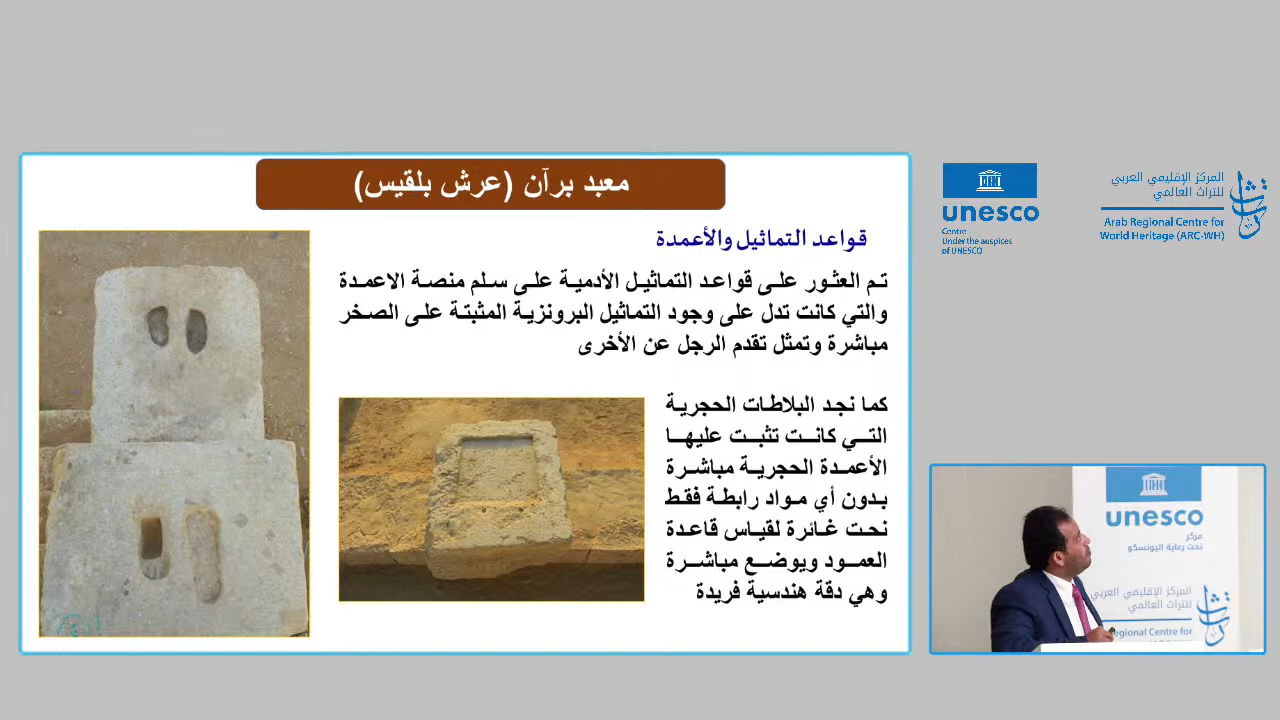 معبد برآن (عرش بلقيس)
قواعد التماثيل والأعمدة
تم العثور على قواعد التماثيل الأدمية على سلم منصة الاعمدة
والتي كانت تدل على وجود التماثيل البرونزية المثبتة على الصخر
مباشرة وتمثل تقدم الرجل عن الأخرى
كما نجد البلاطات الحجرية
التي كانت تثبت عليها
الأعمدة الحجرية مباشرة
بدون أي مواد رابطة فقط
نحت غائرة لقياس قاعدة
العمود ويوضع مباشرة
وهي دقة هندسية فريدة
unesco
Centre
Under the auspices
of UNESCO
المركز الإقليمي العربي
للتراث العالمي
Arab Regional Centre for
World Heritage (ARC-WH)
unesco
مركز
تحت رعاية اليونسكو
المركز الإقليمي العربي
للتراث العالمي
egional Centre for